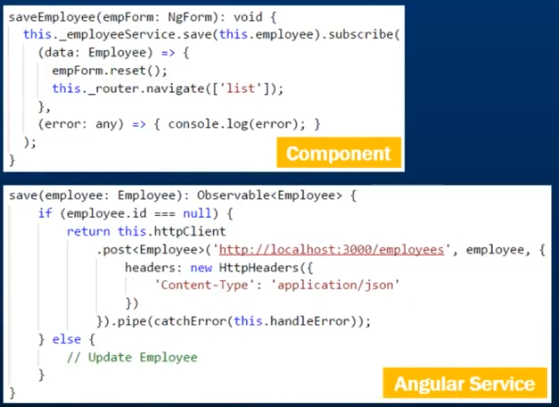 saveEmployee(empForm: NgForm): void {
this._employeeService.save(this.employee).subscribe(
(data: Employee) => {
empForm.reset();
this._router.navigate(['list']);
},
(error: any) => { console.log(error); }
);
}
Component
save(employee: Employee): Observable<Employee> {
if (employee.id === null) {
return this.httpClient
.post<Employee>('http://localhost:3000/employees', employee, {
headers: new HttpHeaders({
'Content-Type': 'application/json'
})
}).pipe(catchError(this.handleError));
} else {
// Update Employee
}
}
Angular Service